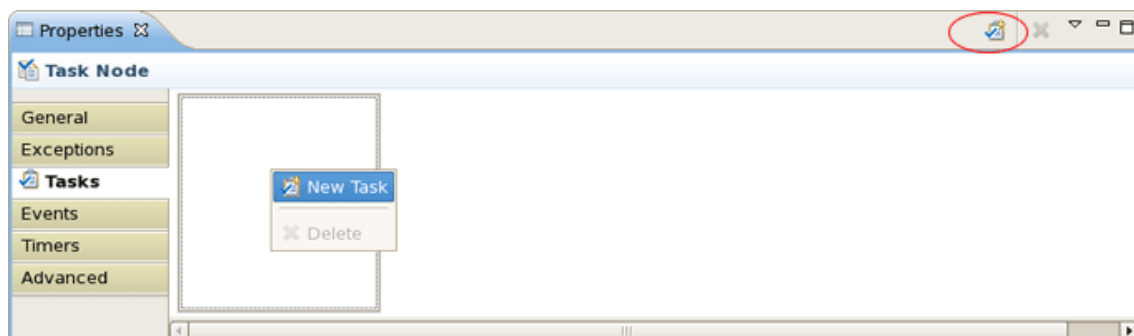 Properties
Task Node
General
Exceptions
Tasks
Events
Timers
Advanced
New Task
Delete